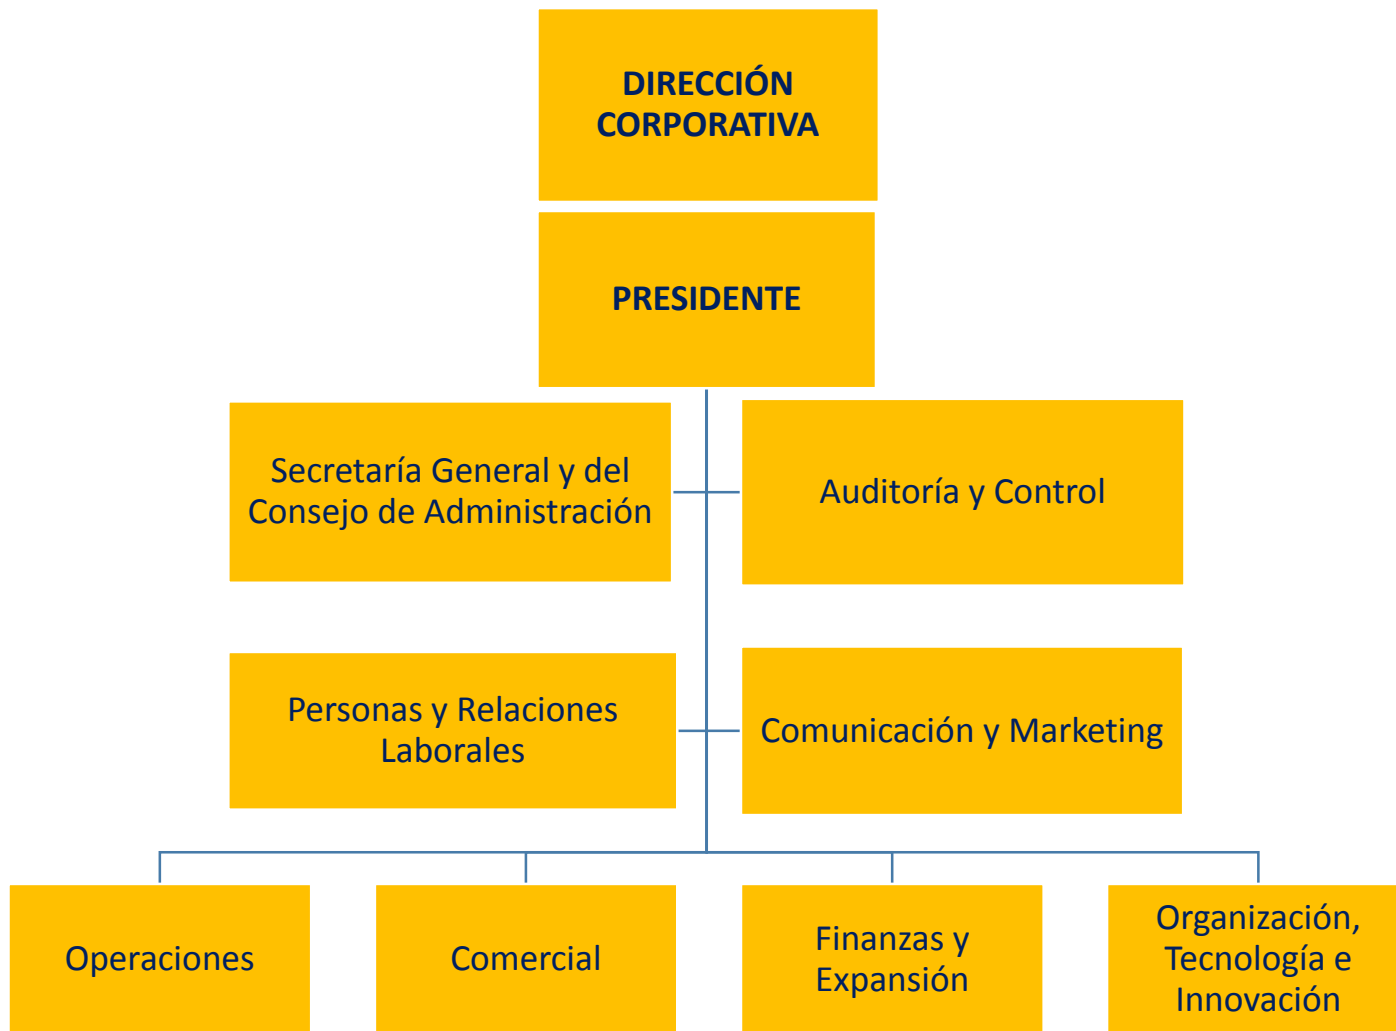 DIRECCIÓN
CORPORATIVA
PRESIDENTE
Secretaría General y del
Consejo de Administración
Auditoría y Control
Personas y Relaciones
Laborales
Comunicación y Marketing
Operaciones
Comercial
Finanzas y
Expansión
Organización,
Tecnología e
Innovación